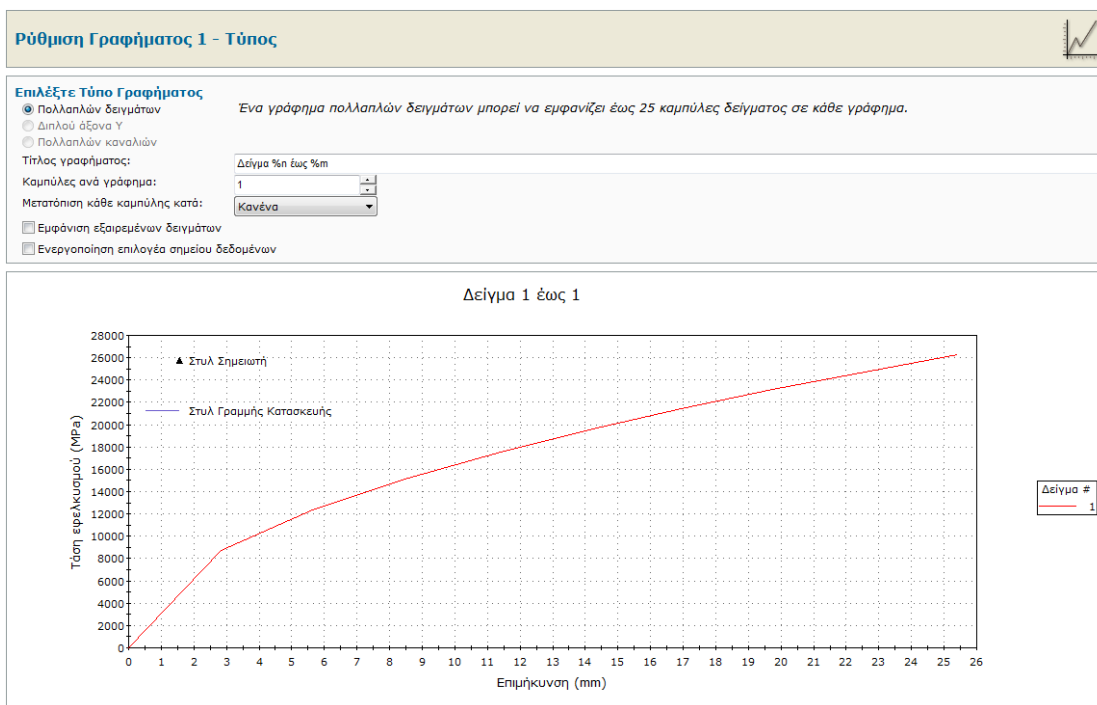 Ρύθμιση Γραφήματος 1 - Τύπος
Επιλέξτε Τύπο Γραφήματος
Πολλαπλών δειγμάτων
Ένα γράφημα πολλαπλών δειγμάτων μπορεί να εμφανίζει έως 25 καμπύλες δείγματος σε κάθε γράφημα.
Διπλού άξονα Y
Πολλαπλών καναλιών
Τίτλος γραφήματος: Δείγμα %n έως %m
Καμπύλες ανά γράφημα: 1
Μετατόπιση κάθε καμπύλης κατά: Κανένα
Εμφάνιση εξαιρεμένων δειγμάτων
Ενεργοποίηση επιλογέα σημείου δεδομένων
Δείγμα 1 έως 1
Τάση εφελκυσμού (MPa)
28000
26000
24000
22000
20000
18000
16000
14000
12000
10000
8000
6000
4000
2000
0
Στυλ Σημειωτή
Στυλ Γραμμής Κατασκευής
Δείγμα #
1
0 1 2 3 4 5 6 7 8 9 10 11 12 13 14 15 16 17 18 19 20 21 22 23 24 25 26
Επιμήκυνση (mm)